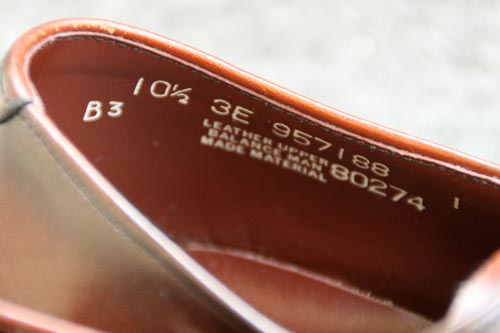 10½ 3E 957188
B3
LEATHER UPPER
BALANCE MAN
MADE MATERIAL
80274 1